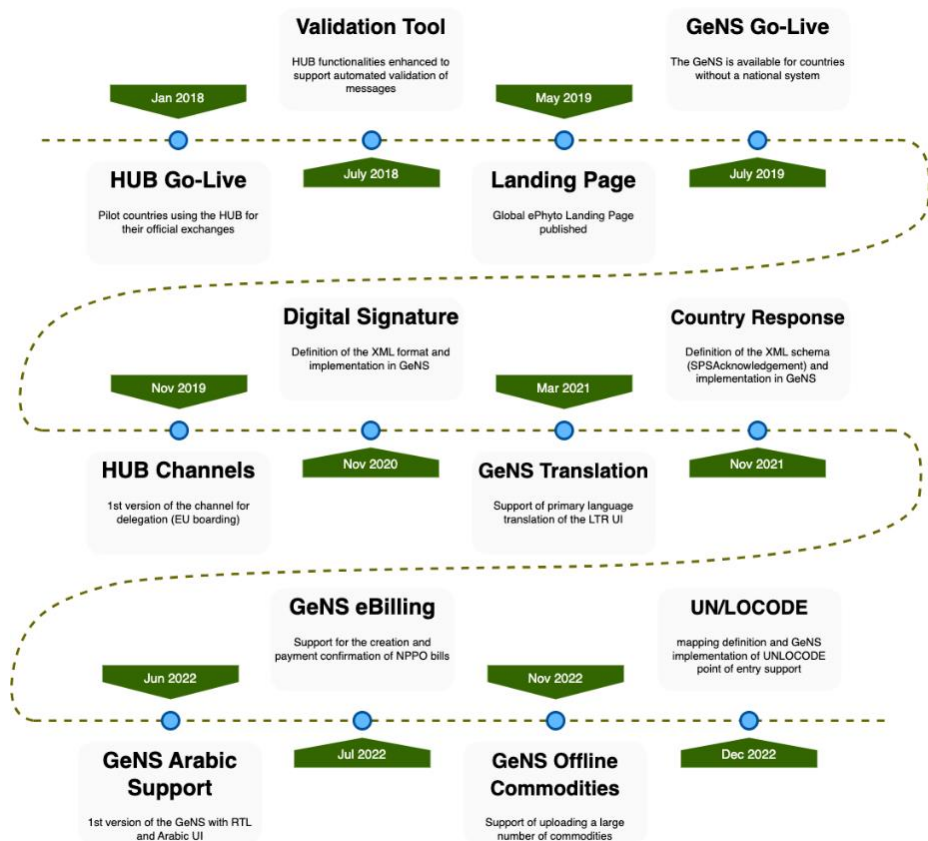 Validation Tool
HUB functionalities enhanced to
support automated validation of
messages
GeNS Go-Live
The GeNS is available for countries
without a national system
Jan 2018
May 2019
HUB Go-Live
Pilot countries using the HUB for
their official exchanges
July 2018
Landing Page
Global ePhyto Landing Page
published
July 2019
Digital Signature
Definition of the XML format and
implementation in GeNS
Country Response
Definition of the XML schema
(SPSAcknowledgement) and
implementation in GeNS
Nov 2019
Mar 2021
HUB Channels
1st version of the channel for
delegation (EU boarding)
Nov 2020
GeNS Translation
Support of primary language
translation of the LTR UI
Nov 2021
GeNS eBilling
Support for the creation and
payment confirmation of NPPO bills
UN/LOCODE
mapping definition and GeNS
implementation of UNLOCODE
point of entry support
Jun 2022
Nov 2022
GeNS Arabic
Support
1st version of the GeNS with RTL
and Arabic UI
Jul 2022
GeNS Offline
Commodities
Support of uploading a large
number of commodities
Dec 2022